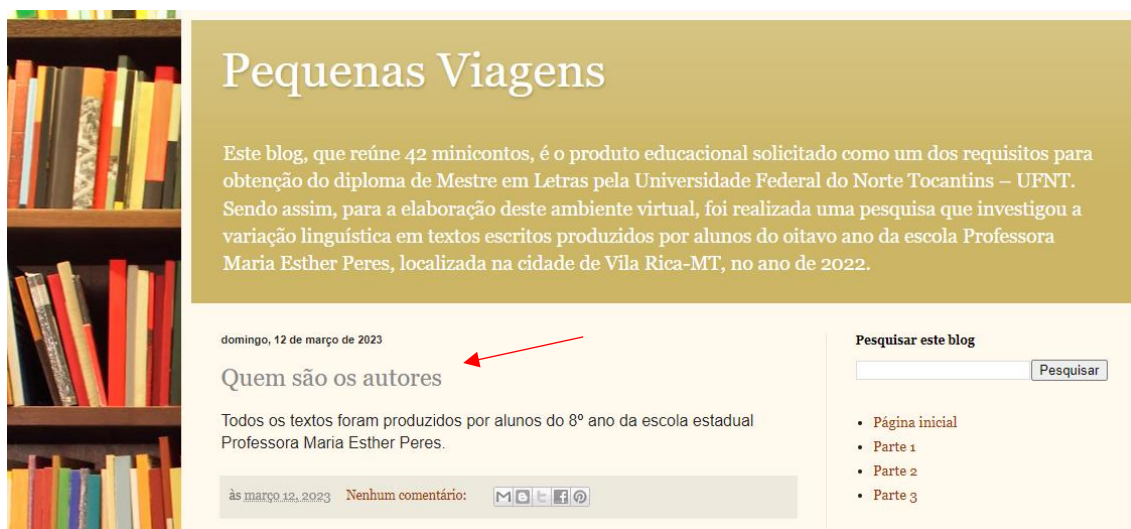 Pequenas Viagens
Este blog, que reúne 42 minicontos, é o produto educacional solicitado como um dos requisitos para
obtenção do diploma de Mestre em Letras pela Universidade Federal do Norte Tocantins – UFNT.
Sendo assim, para a elaboração deste ambiente virtual, foi realizada uma pesquisa que investigou a
variação linguística em textos escritos produzidos por alunos do oitavo ano da escola Professora
Maria Esther Peres, localizada na cidade de Vila Rica-MT, no ano de 2022.
domingo, 12 de março de 2023
Quem são os autores
Todos os textos foram produzidos por alunos do 8º ano da escola estadual
Professora Maria Esther Peres.
às março 12, 2023 Nenhum comentário:
Pesquisar este blog
Pesquisar
Página inicial
Parte 1
Parte 2
Parte 3